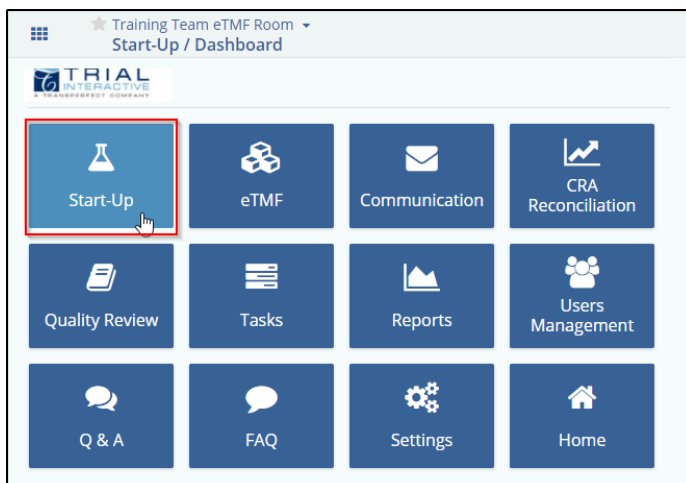 Training Team eTMF Room
Start-Up / Dashboard
TRIAL
INTERACTIVE
A TRANSPERFECT COMPANY
Start-Up
eTMF
Communication
CRA
Reconciliation
Quality Review
Tasks
Reports
Users
Management
Q & A
FAQ
Settings
Home